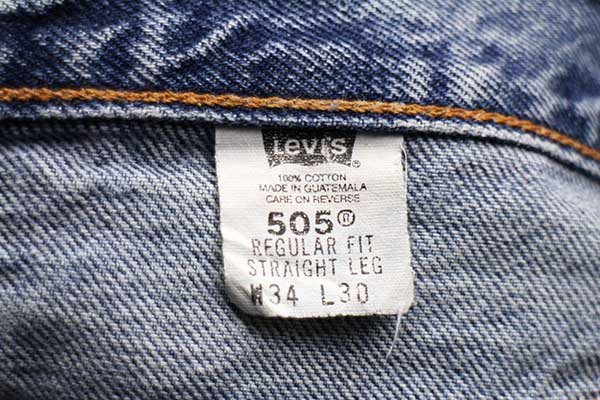 Levi's
100% COTTON
MADE IN GUATEMALA
CARE ON REVERSE
505®
REGULAR FIT
STRAIGHT LEG
W34 L30